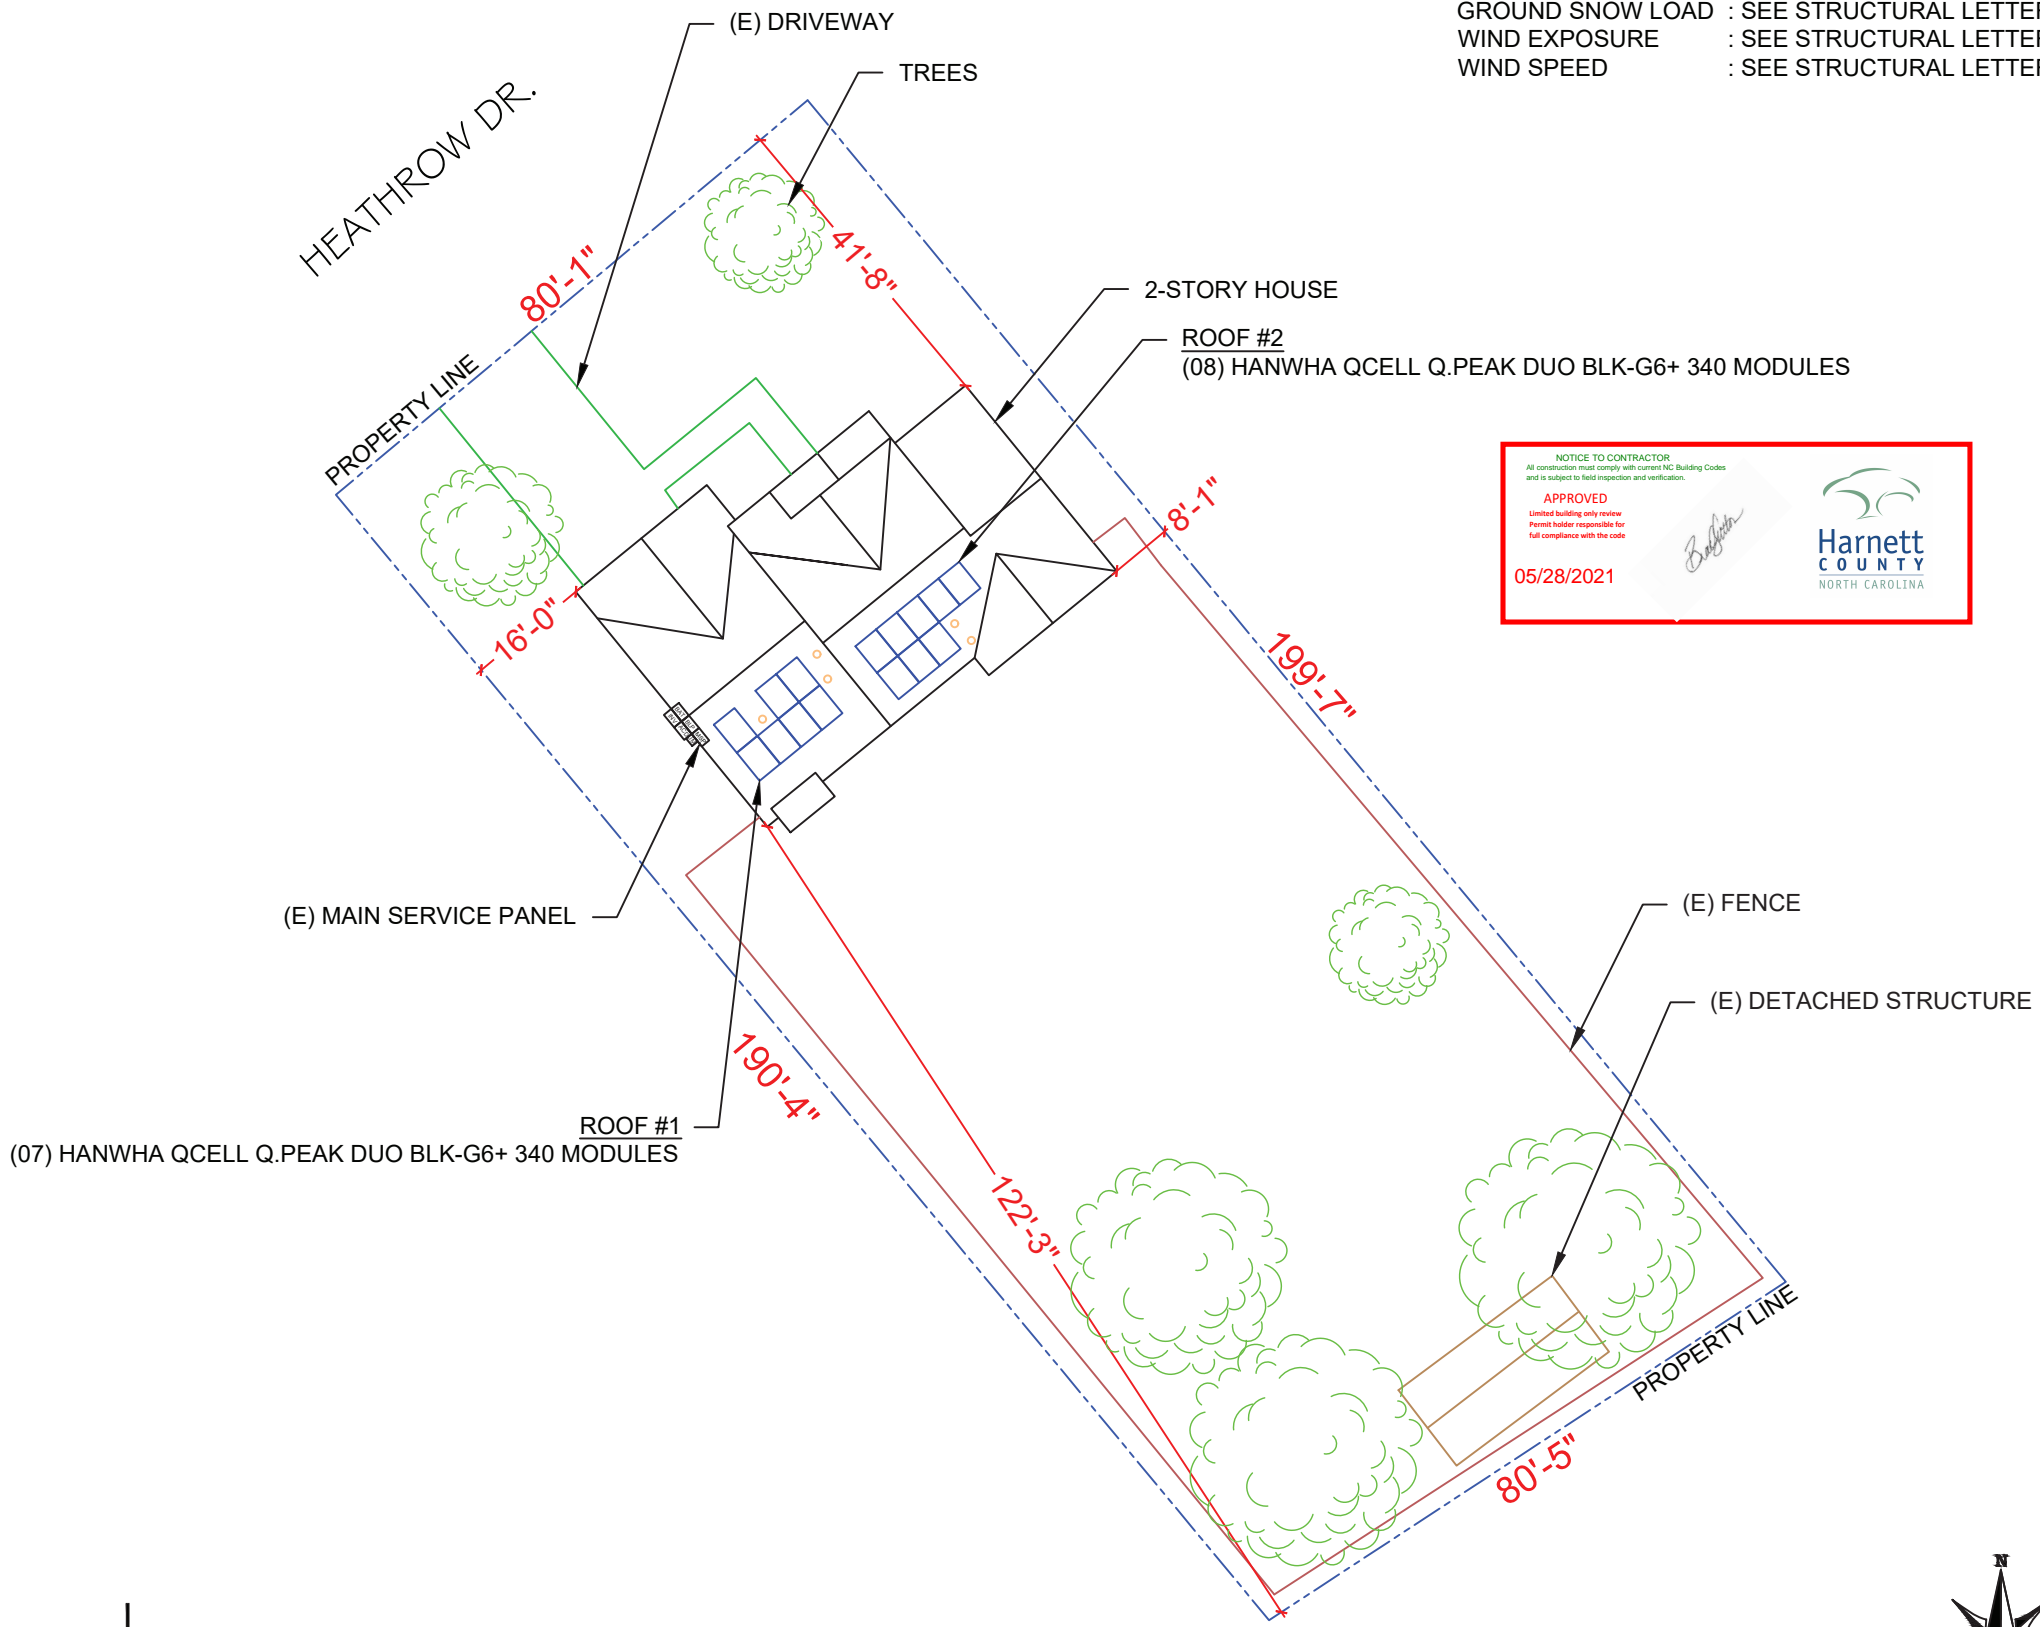 GROUND SNOW LOAD : SEE STRUCTURAL LETTER
WIND EXPOSURE : SEE STRUCTURAL LETTER
WIND SPEED : SEE STRUCTURAL LETTER
(E) DRIVEWAY
TREES
HEATHROW DR.
80'-1"
41'-8"
2-STORY HOUSE
ROOF #2
(08) HANWHA QCELL Q.PEAK DUO BLK-G6+ 340 MODULES
PROPERTY LINE
NOTICE TO CONTRACTOR
All construction must comply with current NC Building Codes
and is subject to field inspection and verification.
APPROVED
Limited building only review
Permit holder responsible for
full compliance with the code
05/28/2021
Harnett
COUNTY
NORTH CAROLINA
8'-1"
16'-0"
199'-7"
(E) MAIN SERVICE PANEL
(E) FENCE
(E) DETACHED STRUCTURE
190'-4"
ROOF #1
(07) HANWHA QCELL Q.PEAK DUO BLK-G6+ 340 MODULES
122'-3"
PROPERTY LINE
80'-5"
N